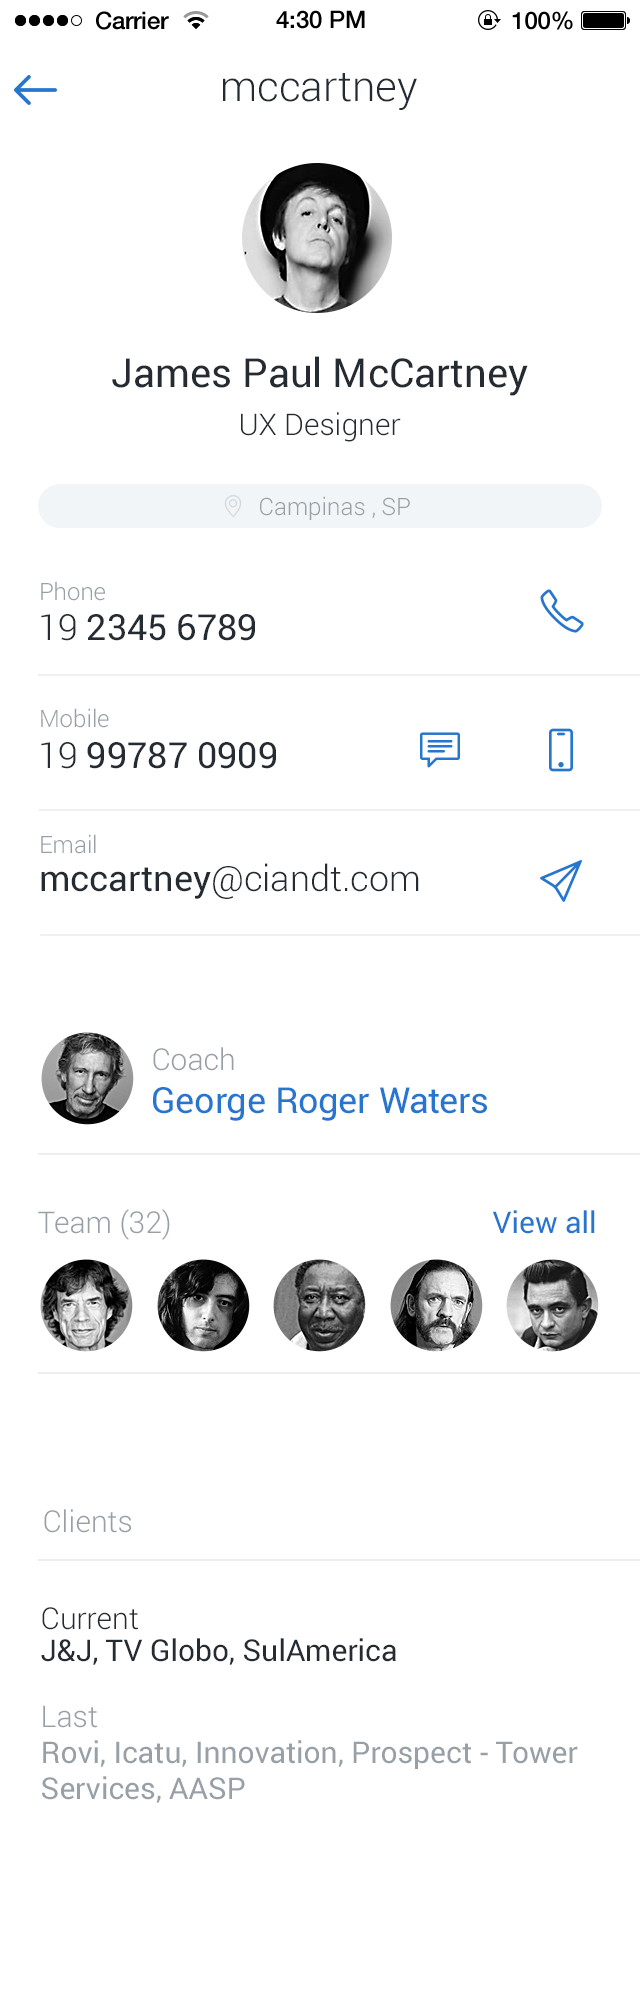 Carrier 4:30 PM 100%
mccartney
James Paul McCartney
UX Designer
Campinas , SP
Phone
19 2345 6789
Mobile
19 99787 0909
Email
mccartney@ciandt.com
Coach
George Roger Waters
Team (32) View all
Clients
Current
J&J, TV Globo, SulAmerica
Last
Rovi, Icatu, Innovation, Prospect - Tower
Services, AASP